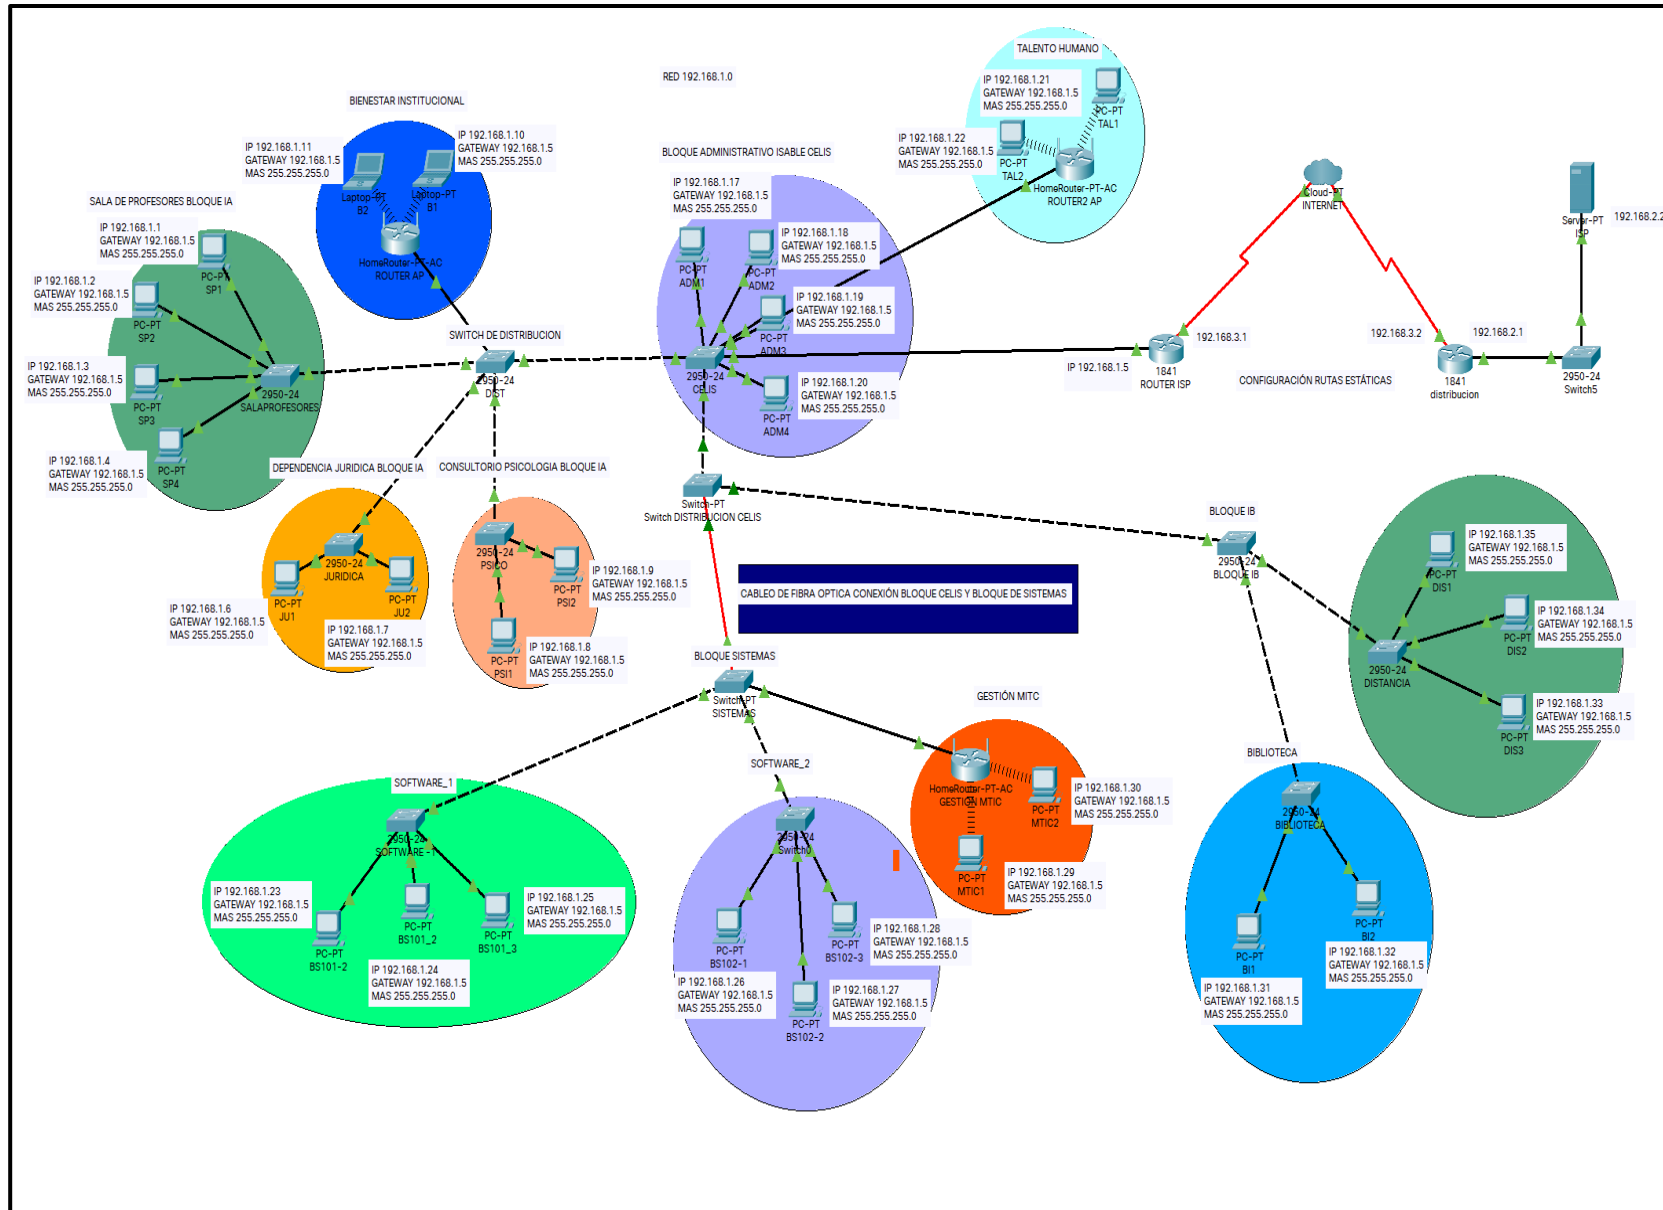 RED 192.168.1.0
TALENTO HUMANO
IP 192.168.1.21
GATEWAY 192.168.1.5
MAS 255.255.255.0
PC-PT
TAL1
IP 192.168.1.22
GATEWAY 192.168.1.5
MAS 255.255.255.0
PC-PT
TAL2
HomeRouter-PT-AC
ROUTER2 AP
BIENESTAR INSTITUCIONAL
IP 192.168.1.11
GATEWAY 192.168.1.5
MAS 255.255.255.0
IP 192.168.1.10
GATEWAY 192.168.1.5
MAS 255.255.255.0
Laptop-PT
B2
Laptop-PT
B1
HomeRouter-PT-AC
ROUTER AP
SALA DE PROFESORES BLOQUE IA
IP 192.168.1.1
GATEWAY 192.168.1.5
MAS 255.255.255.0
PC-PT
SP1
IP 192.168.1.2
GATEWAY 192.168.1.5
MAS 255.255.255.0
PC-PT
SP2
IP 192.168.1.3
GATEWAY 192.168.1.5
MAS 255.255.255.0
PC-PT
SP3
IP 192.168.1.4
GATEWAY 192.168.1.5
MAS 255.255.255.0
PC-PT
SP4
2950-24
SALAPROFESORES
SWITCH DE DISTRIBUCION
2950-24
DIST
BLOQUE ADMINISTRATIVO ISABLE CELIS
IP 192.168.1.17
GATEWAY 192.168.1.5
MAS 255.255.255.0
PC-PT
ADM1
IP 192.168.1.18
GATEWAY 192.168.1.5
MAS 255.255.255.0
PC-PT
ADM2
IP 192.168.1.19
GATEWAY 192.168.1.5
MAS 255.255.255.0
PC-PT
ADM3
IP 192.168.1.20
GATEWAY 192.168.1.5
MAS 255.255.255.0
PC-PT
ADM4
2950-24
CELIS
Cloud-PT
INTERNET
Server-PT
ISP
192.168.2.2
192.168.3.1
IP 192.168.1.5
1841
ROUTER ISP
192.168.3.2
192.168.2.1
CONFIGURACIÓN RUTAS ESTÁTICAS
1841
distribucion
2950-24
Switch5
DEPENDENCIA JURIDICA BLOQUE IA
2950-24
JURIDICA
PC-PT
JU1
PC-PT
JU2
IP 192.168.1.6
GATEWAY 192.168.1.5
MAS 255.255.255.0
IP 192.168.1.7
GATEWAY 192.168.1.5
MAS 255.255.255.0
CONSULTORIO PSICOLOGIA BLOQUE IA
2950-24
PSICO
PC-PT
PSI2
IP 192.168.1.9
GATEWAY 192.168.1.5
MAS 255.255.255.0
PC-PT
PSI1
IP 192.168.1.8
GATEWAY 192.168.1.5
MAS 255.255.255.0
Switch-PT
Switch DISTRIBUCION CELIS
CABLEO DE FIBRA OPTICA CONEXIÓN BLOQUE CELIS Y BLOQUE DE SISTEMAS
BLOQUE IB
2950-24
BLOQUE IB
IP 192.168.1.35
GATEWAY 192.168.1.5
MAS 255.255.255.0
PC-PT
DIS1
IP 192.168.1.34
GATEWAY 192.168.1.5
MAS 255.255.255.0
PC-PT
DIS2
2950-24
DISTANCIA
IP 192.168.1.33
GATEWAY 192.168.1.5
MAS 255.255.255.0
PC-PT
DIS3
BLOQUE SISTEMAS
Switch-PT
SISTEMAS
GESTIÓN MITC
HomeRouter-PT-AC
GESTION MTIC
PC-PT
MTIC2
IP 192.168.1.30
GATEWAY 192.168.1.5
MAS 255.255.255.0
PC-PT
MTIC1
IP 192.168.1.29
GATEWAY 192.168.1.5
MAS 255.255.255.0
SOFTWARE_1
2950-24
SOFTWARE -1
IP 192.168.1.23
GATEWAY 192.168.1.5
MAS 255.255.255.0
PC-PT
BS101-2
PC-PT
BS101_2
PC-PT
BS101_3
IP 192.168.1.25
GATEWAY 192.168.1.5
MAS 255.255.255.0
IP 192.168.1.24
GATEWAY 192.168.1.5
MAS 255.255.255.0
SOFTWARE_2
2950-24
Switch0
PC-PT
BS102-1
PC-PT
BS102-3
IP 192.168.1.28
GATEWAY 192.168.1.5
MAS 255.255.255.0
IP 192.168.1.26
GATEWAY 192.168.1.5
MAS 255.255.255.0
PC-PT
BS102-2
IP 192.168.1.27
GATEWAY 192.168.1.5
MAS 255.255.255.0
BIBLIOTECA
2950-24
BIBLIOTECA
PC-PT
BI2
IP 192.168.1.32
GATEWAY 192.168.1.5
MAS 255.255.255.0
PC-PT
BI1
IP 192.168.1.31
GATEWAY 192.168.1.5
MAS 255.255.255.0